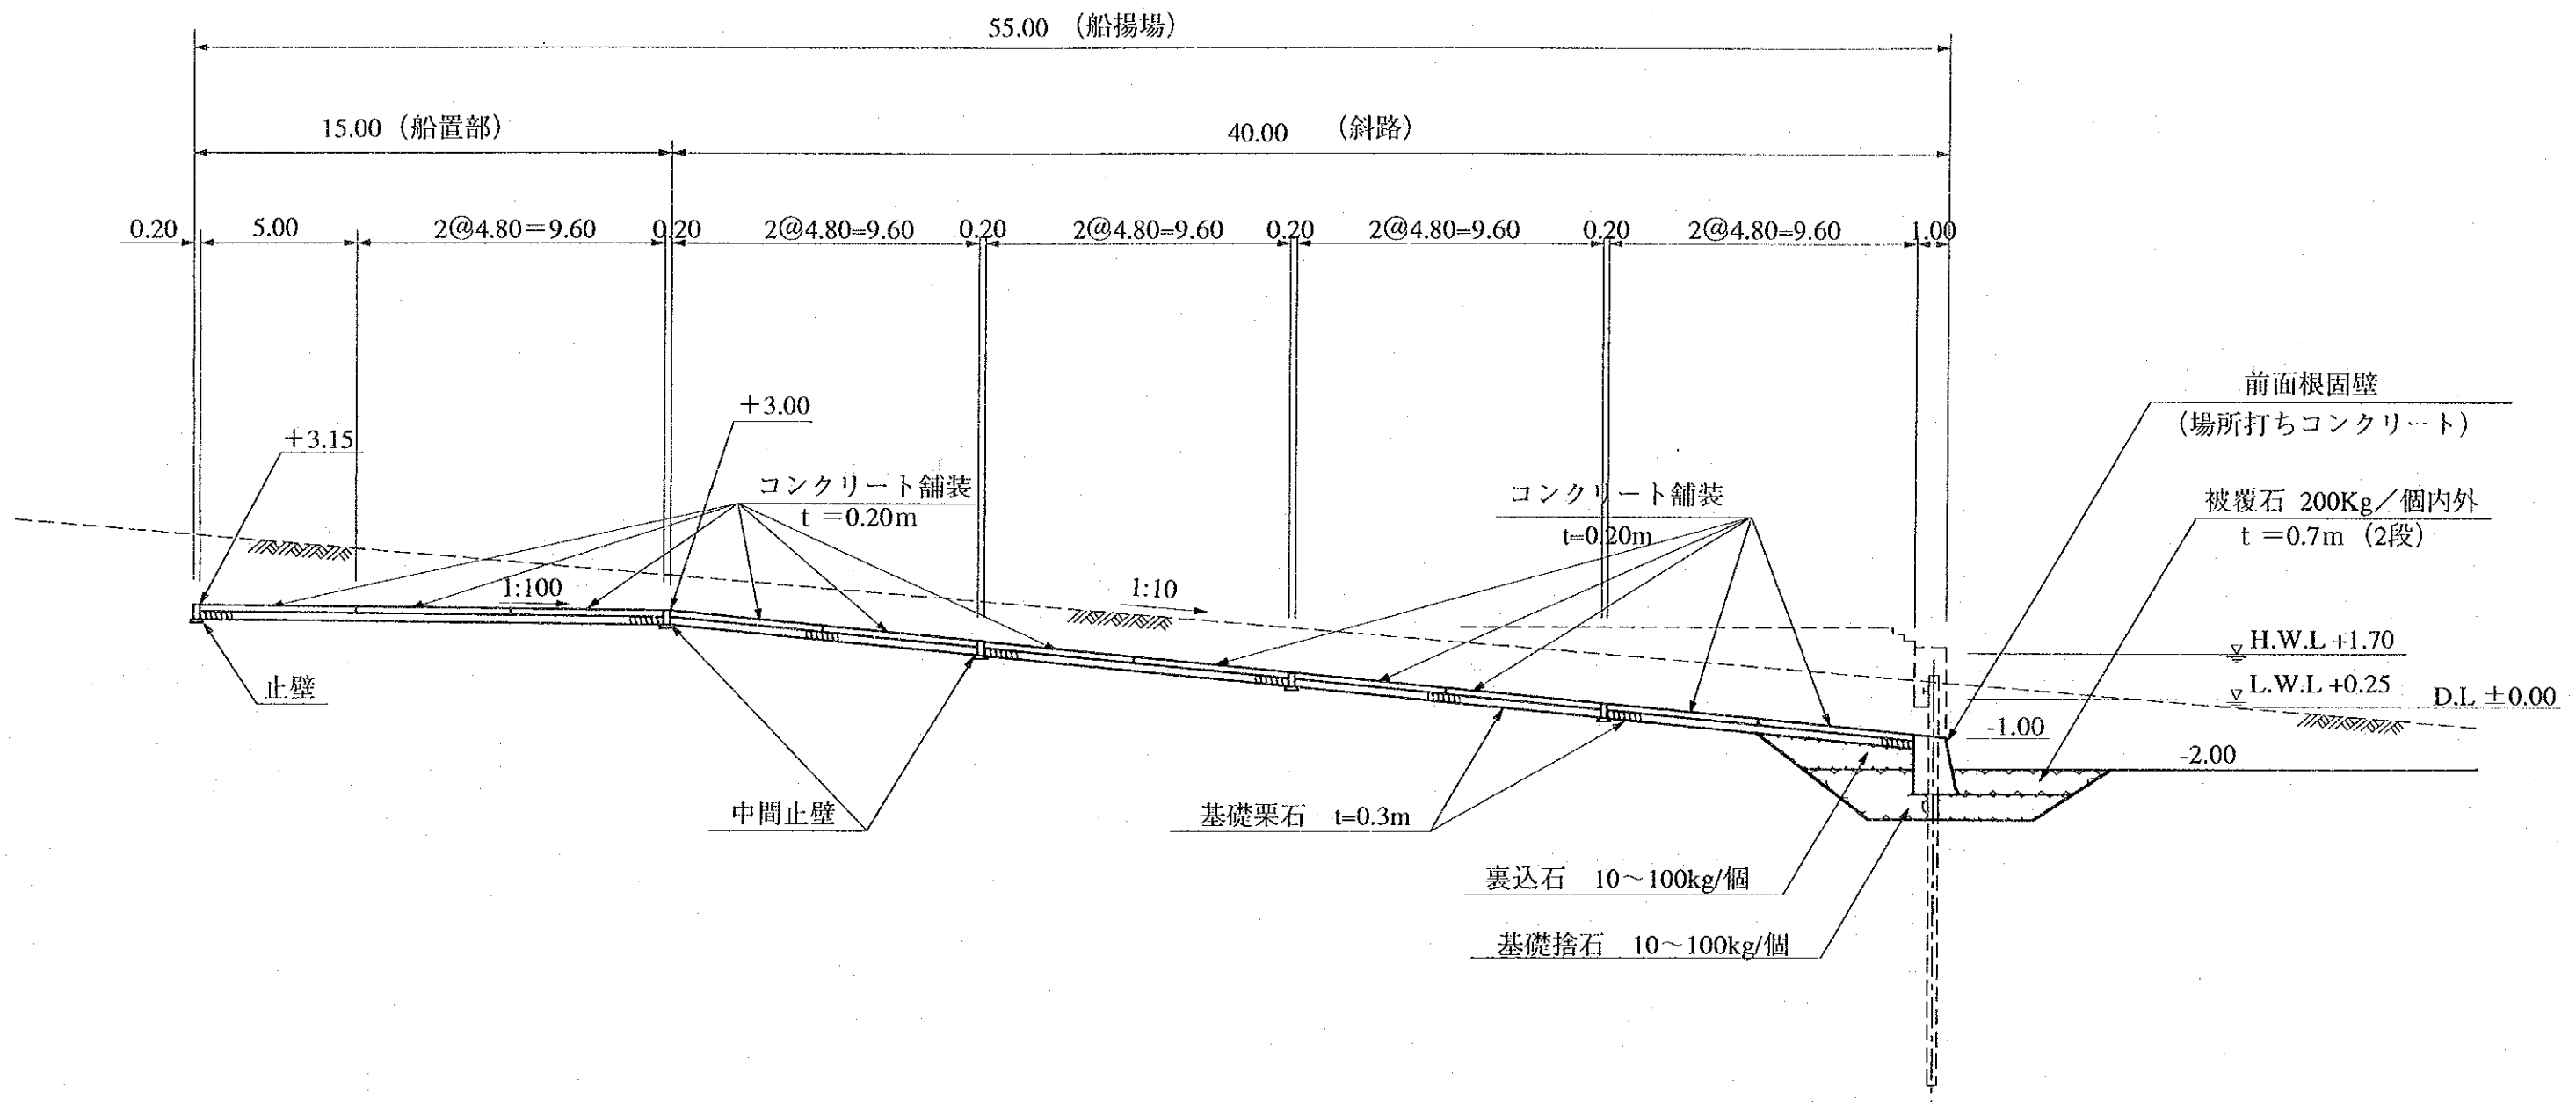 55.00 （船揚場）
15.00（船置部）
40.00 （斜路）
0.20
5.00
2@4.80＝9.60
0.20
2@4.80=9.60
0.20
2@4.80=9.60
0.20
2@4.80=9.60
0.20
2@4.80=9.60
1.00
前面根固壁
（場所打ちコンクリート）
＋3.00
＋3.15
コンクリート舗装
t ＝0.20m
コンクリート舗装
t=0.20m
被覆石 200Kg／個内外
t ＝0.7m（2段）
1:100
1:10
H.W.L +1.70
L.W.L +0.25
D.L ±0.00
止壁
-1.00
-2.00
中間止壁
基礎栗石 t=0.3m
裏込石 10～100kg/個
基礎捨石 10～100kg/個